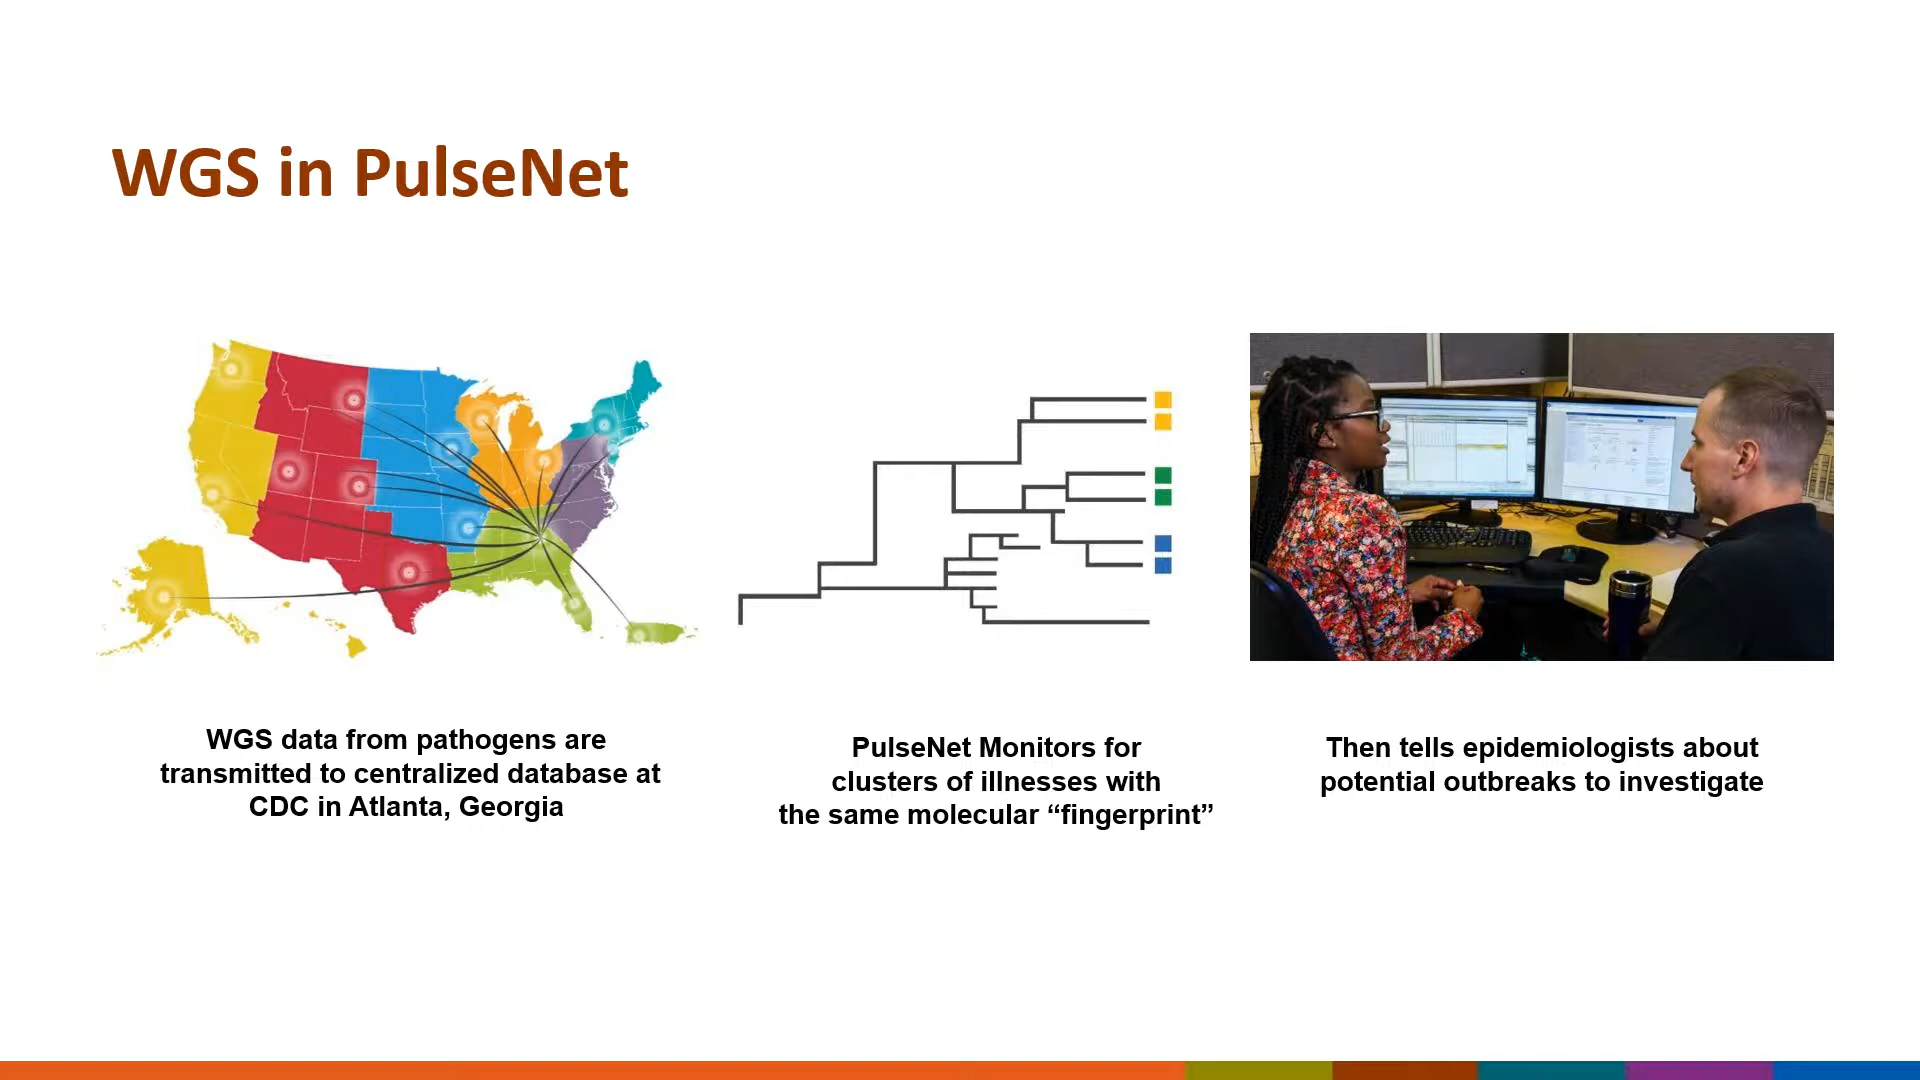 WGS in PulseNet
WGS data from pathogens are
transmitted to centralized database at
CDC in Atlanta, Georgia
PulseNet Monitors for
clusters of illnesses with
the same molecular “fingerprint”
Then tells epidemiologists about
potential outbreaks to investigate